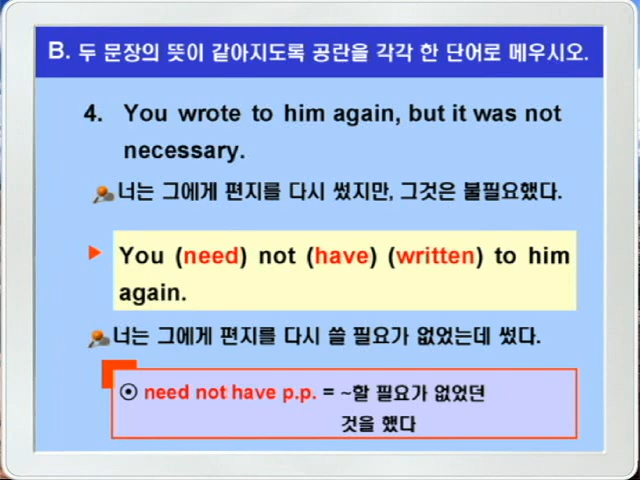 B. 두 문장의 뜻이 같아지도록 공란을 각각 한 단어로 메우시오.
4. You wrote to him again, but it was not
necessary.
너는 그에게 편지를 다시 썼지만, 그것은 불필요했다.
You (need) not (have) (written) to him
again.
너는 그에게 편지를 다시 쓸 필요가 없었는데 썼다.
⊙ need not have p.p. = ~할 필요가 없었던
것을 했다